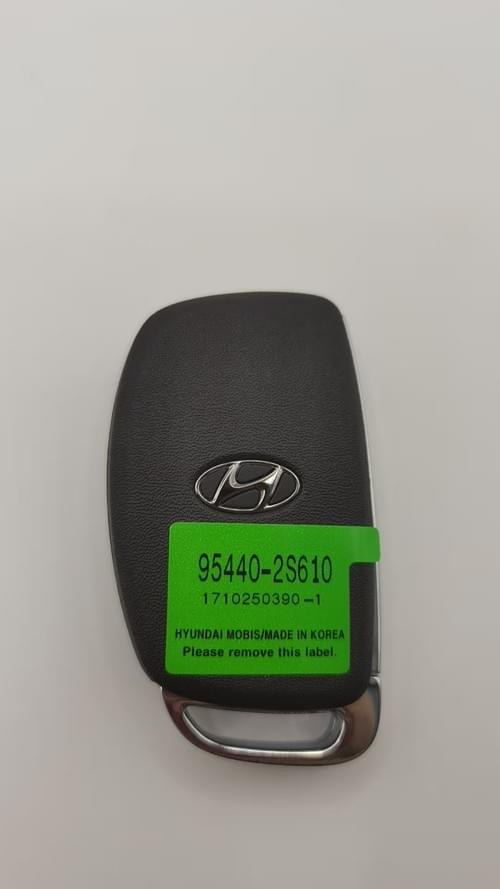 95440-2S610
1710250390-1
HYUNDAI MOBIS/MADE IN KOREA
Please remove this label.